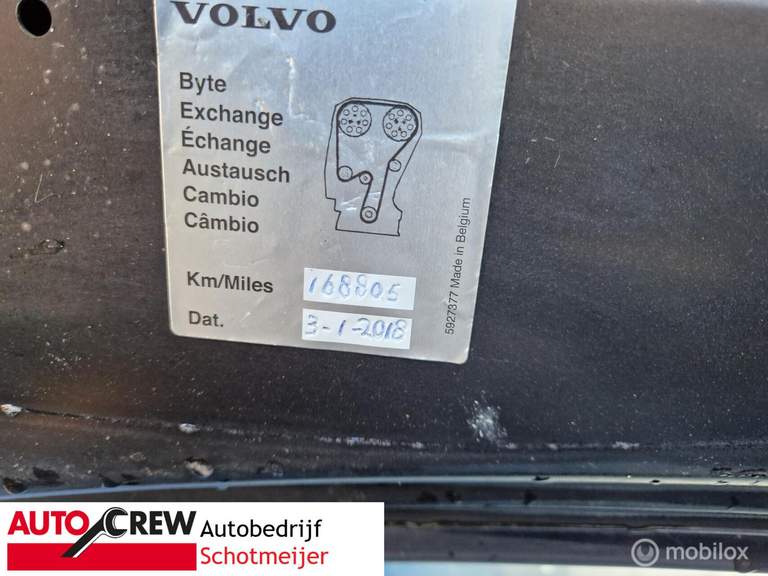 VOLVO
Byte
Exchange
Échange
Austausch
Cambio
Câmbio
Km/Miles 168805
Dat. 3-1-2018
5927377 Made in Belgium
AUTO CREW Autobedrijf
Schotmeijer
mobilox